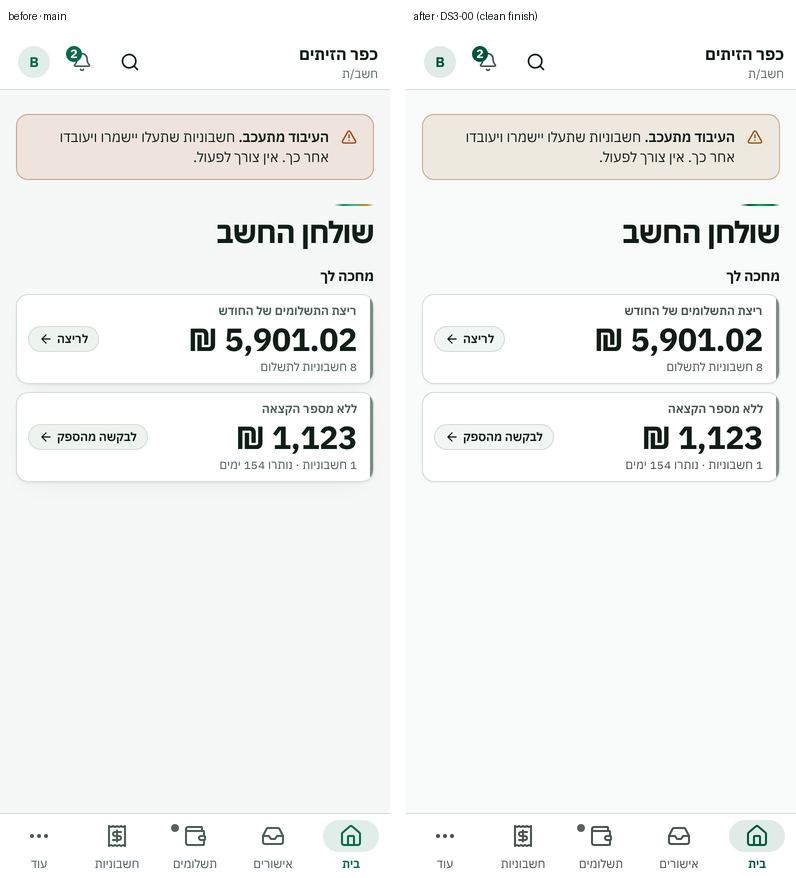 before · main
כפר הזיתים
חשב/ת
2
B
העיבוד מתעכב. חשבוניות שתעלו יישמרו ויעובדו
אחר כך. אין צורך לפעול.
שולחן החשב
מחכה לך
ריצת התשלומים של החודש
5,901.02 ₪
8 חשבוניות לתשלום
לריצה ←
ללא מספר הקצאה
1,123 ₪
1 חשבוניות · נותרו 154 ימים
לבקשה מהספק ←
בית
אישורים
תשלומים
חשבוניות
עוד
after · DS3-00 (clean finish)
כפר הזיתים
חשב/ת
2
B
העיבוד מתעכב. חשבוניות שתעלו יישמרו ויעובדו
אחר כך. אין צורך לפעול.
שולחן החשב
מחכה לך
ריצת התשלומים של החודש
5,901.02 ₪
8 חשבוניות לתשלום
לריצה ←
ללא מספר הקצאה
1,123 ₪
1 חשבוניות · נותרו 154 ימים
לבקשה מהספק ←
בית
אישורים
תשלומים
חשבוניות
עוד